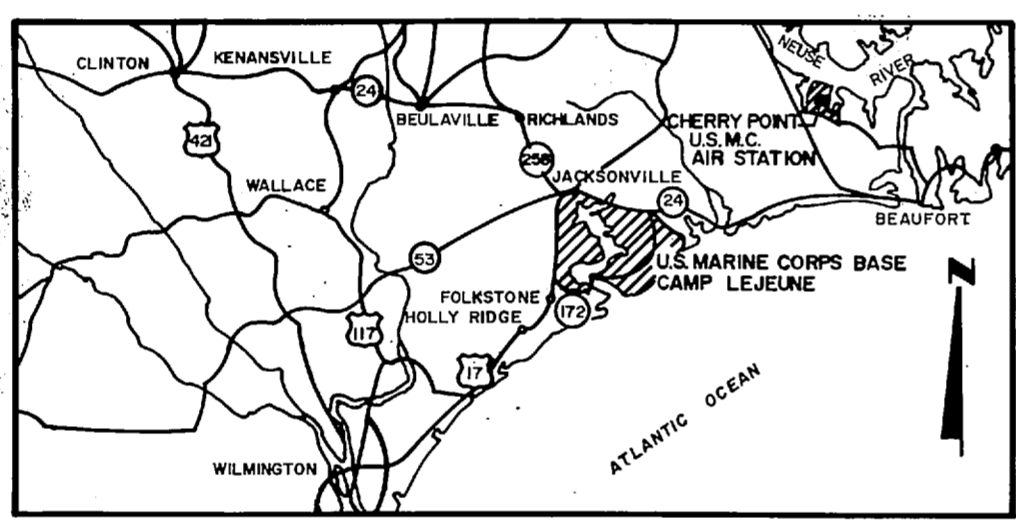 CLINTON
KENANSVILLE
24
BEULAVILLE
RICHLANDS
421
258
WALLACE
JACKSONVILLE
NEUSE
RIVER
CHERRY POINT
U.S.M.C.
AIR STATION
24
BEAUFORT
53
U.S. MARINE CORPS BASE
CAMP LEJEUNE
N
FOLKSTONE
HOLLY RIDGE
172
117
17
ATLANTIC OCEAN
WILMINGTON